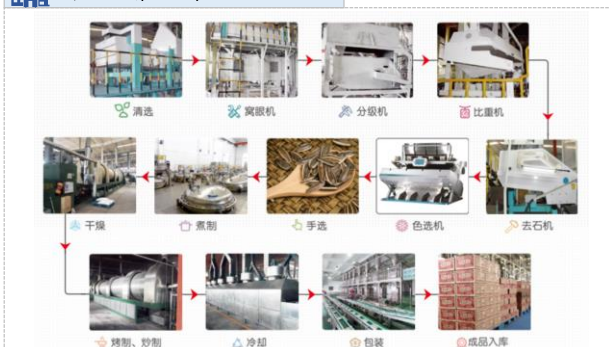 清选
窝眼机
分级机
比重机
去石机
色选机
手选
煮制
干燥
烤制、炒制
冷却
包装
成品入库